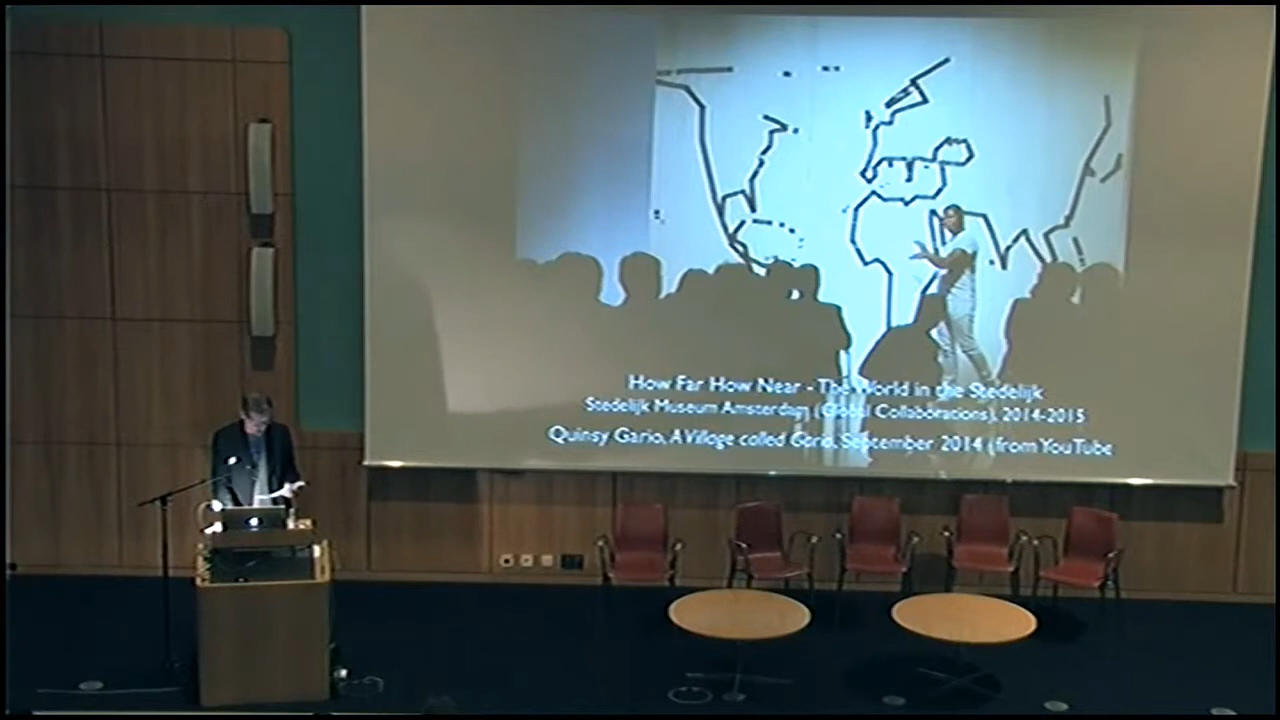 How Far How Near - The World in the Stedelijk
Stedelijk Museum Amsterdam (Global Collaborations), 2014-2015
Quinsy Gario, A Village called Gario, September 2014 (from YouTube